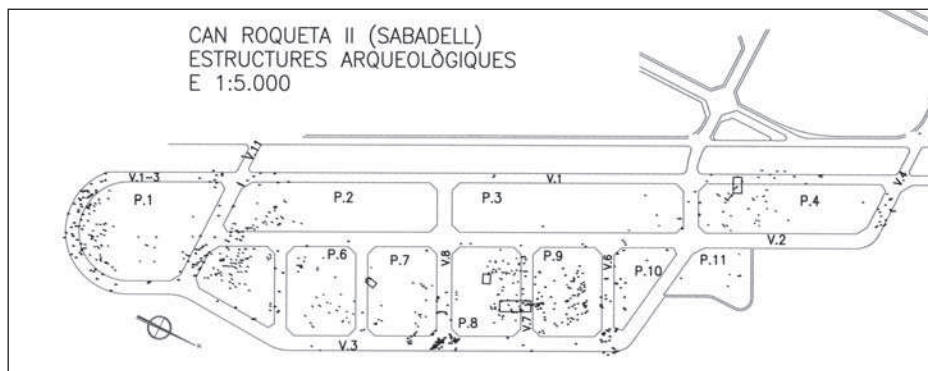 CAN ROQUETA II (SABADELL)
ESTRUCTURES ARQUEOLÒGIQUES
E 1:5.000
V.11
V.1-3
V.1
V.4
P.1
P.2
P.3
P.4
V.2
P.6
P.7
V.8
P.9
V.6
P.10
P.11
P.8
V.7
V.3